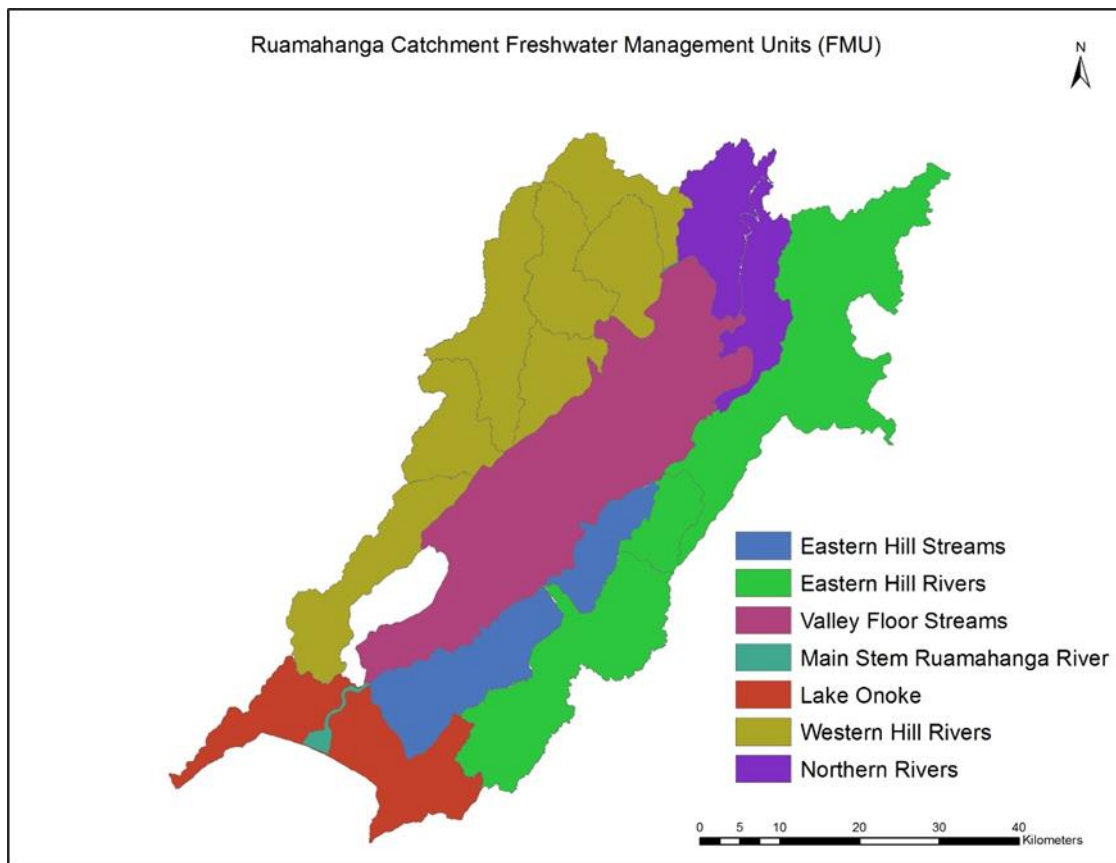 Ruamahanga Catchment Freshwater Management Units (FMU)
N
Eastern Hill Streams
Eastern Hill Rivers
Valley Floor Streams
Main Stem Ruamahanga River
Lake Onoke
Western Hill Rivers
Northern Rivers
0 5 10 20 30 40
Kilometers